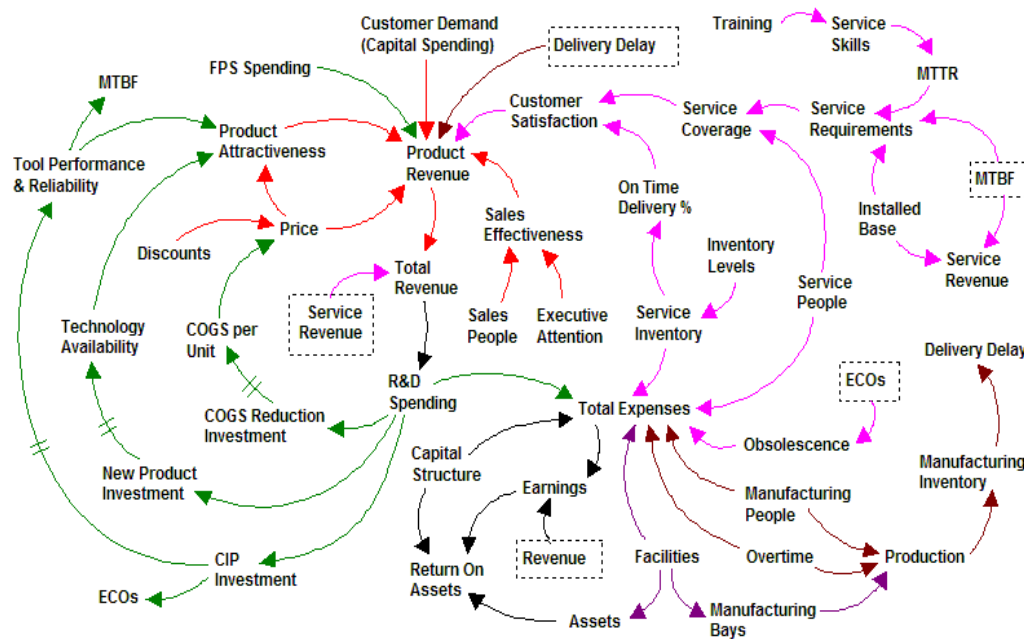 Customer Demand
(Capital Spending)
Delivery Delay
Training
Service
Skills
MTBF
FPS Spending
MTTR
Customer
Satisfaction
Service
Coverage
Service
Requirements
Product
Attractiveness
Tool Performance
& Reliability
Product
Revenue
MTBF
On Time
Delivery %
Installed
Base
Sales
Effectiveness
Discounts
Price
Inventory
Levels
Service
Revenue
Total
Revenue
Service
People
Service
Revenue
Sales
People
Executive
Attention
Service
Inventory
Technology
Availability
COGS per
Unit
Delivery Delay
R&D
Spending
Total Expenses
ECOs
COGS Reduction
Investment
Obsolescence
Capital
Structure
New Product
Investment
Earnings
Manufacturing
People
Manufacturing
Inventory
CIP
Investment
Return On
Assets
Revenue
Facilities
Overtime
Production
ECOs
Assets
Manufacturing
Bays